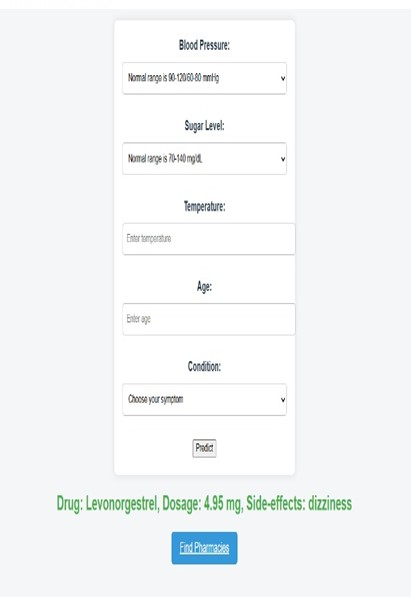 Blood Pressure:
Normal range is 90-120/60-80 mmHg
Sugar Level:
Normal range is 70-140 mg/dL
Temperature:
Enter temperature
Age:
Enter age
Condition:
Choose your symptom
Predict
Drug: Levonorgestrel, Dosage: 4.95 mg, Side-effects: dizziness
Find Pharmacies